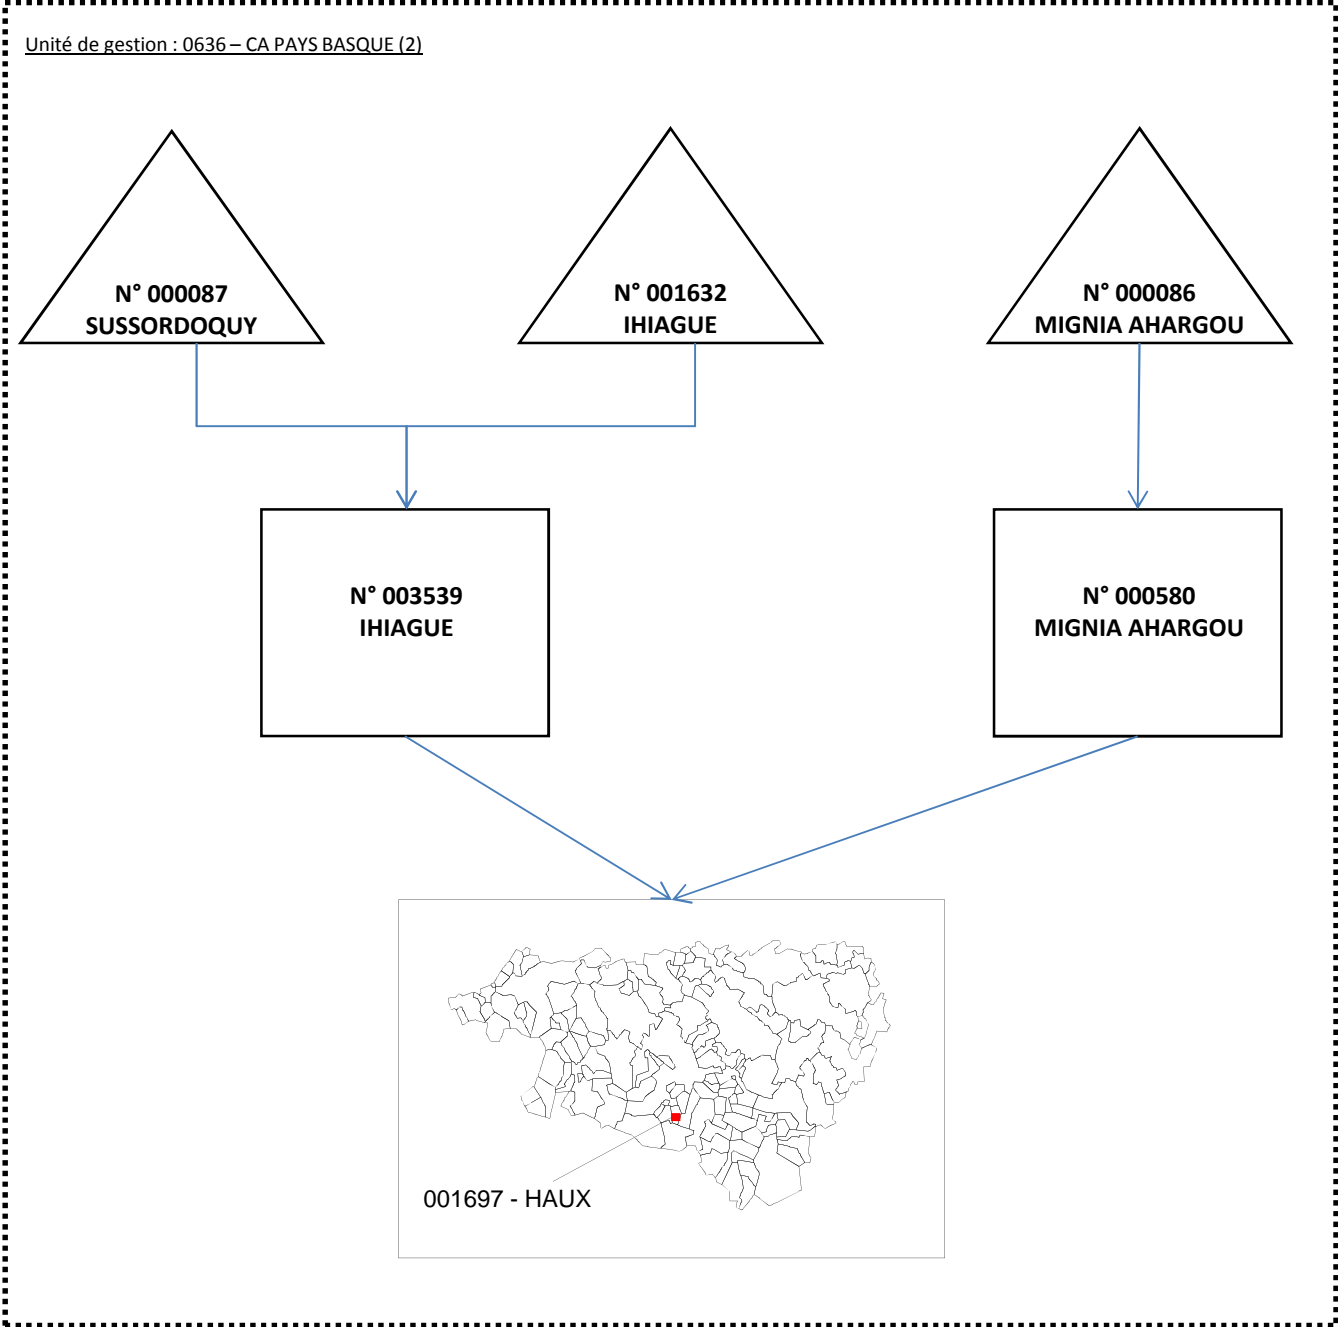 Unité de gestion : 0636 – CA PAYS BASQUE (2)
N° 000087
SUSSORDOQUY
N° 001632
IHIAGUE
N° 000086
MIGNIA AHARGOU
N° 003539
IHIAGUE
N° 000580
MIGNIA AHARGOU
001697 - HAUX